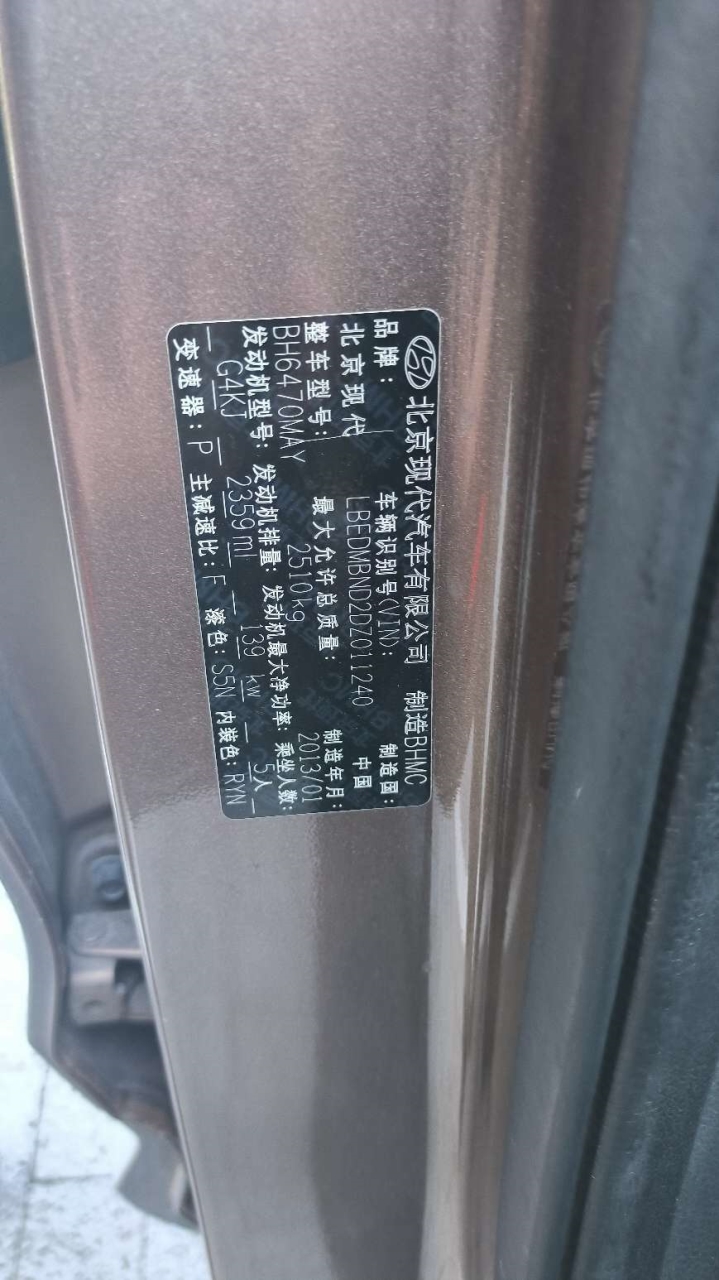 北京现代汽车有限公司 制造BHMC
品牌： 车辆识别号(VIN)： 制造国：
北京现代 LBEDMBND2DZ011240 中国
整车型号： 最大允许总质量： 制造年月：
BH6470MAY 2510kg 2013/01
发动机型号： 发动机排量： 发动机最大净功率： 乘坐人数：
G4KJ 2359ml 139 kw 5人
变速器：P 主减速比：F 漆色：S5N 内装色：RYN